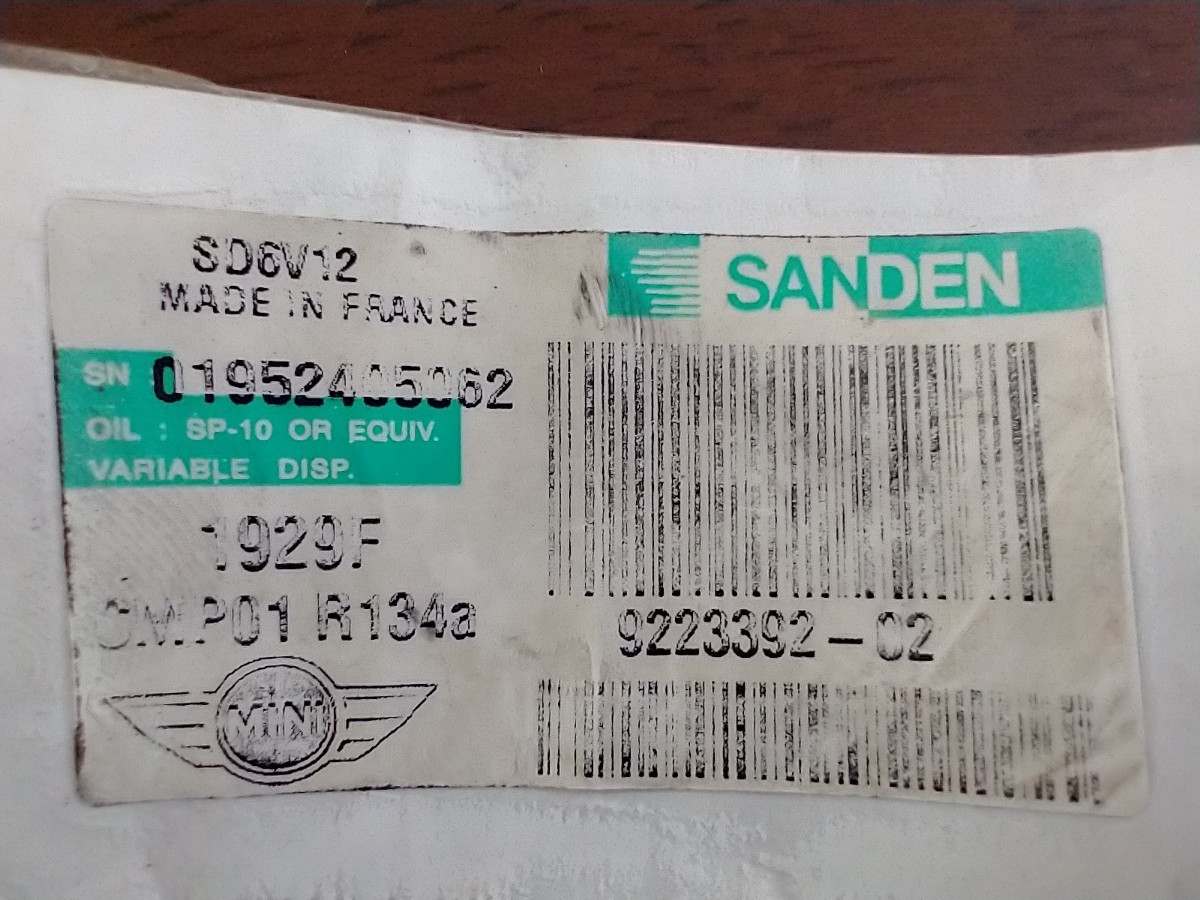 SD6V12
MADE IN FRANCE
SANDEN
SN : 01952405062
OIL : SP-10 OR EQUIV.
VARIABLE DISP.
1929F
CMP01 R134a
9223392-02
MINI